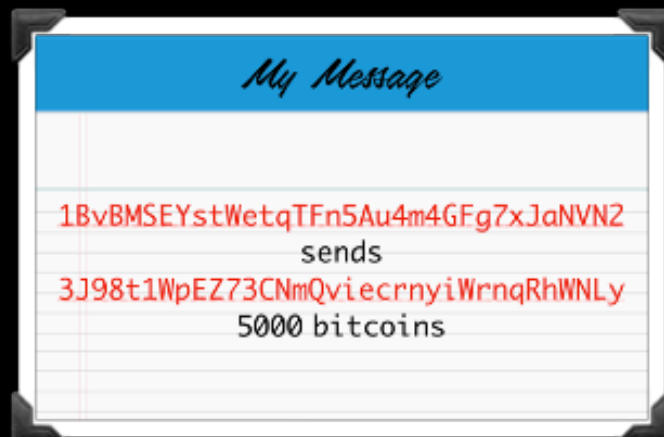 My Message
1BvBMSEYstWetqTFn5Au4m4GFg7xJaNVN2
sends
3J98t1WpEZ73CNmQviecrnyiWrnqRhWNLy
5000 bitcoins